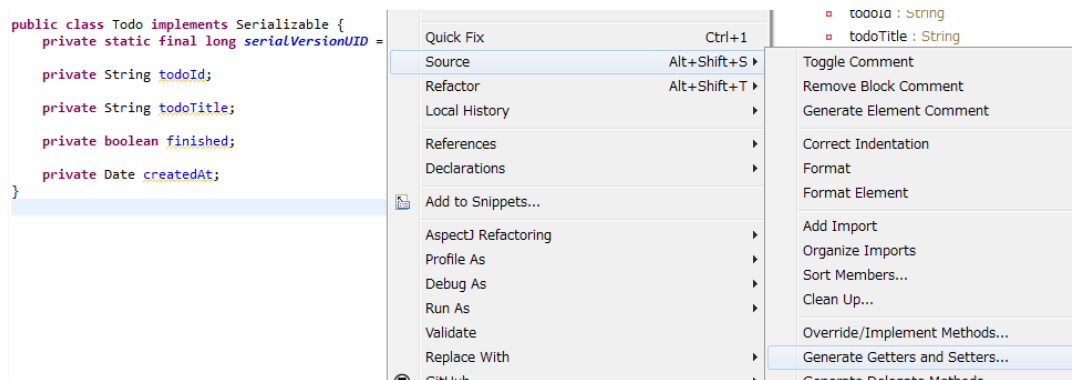 public class Todo implements Serializable {
private static final long serialVersionUID =
private String todoId;
private String todoTitle;
private boolean finished;
private Date createdAt;
}
Quick Fix Ctrl+1
Source Alt+Shift+S
Refactor Alt+Shift+T
Local History
References
Declarations
Add to Snippets...
AspectJ Refactoring
Profile As
Debug As
Run As
Validate
Replace With
GitHub
todoId : String
todoTitle : String
Toggle Comment
Remove Block Comment
Generate Element Comment
Correct Indentation
Format
Format Element
Add Import
Organize Imports
Sort Members...
Clean Up...
Override/Implement Methods...
Generate Getters and Setters...
Generate Delegate Methods...